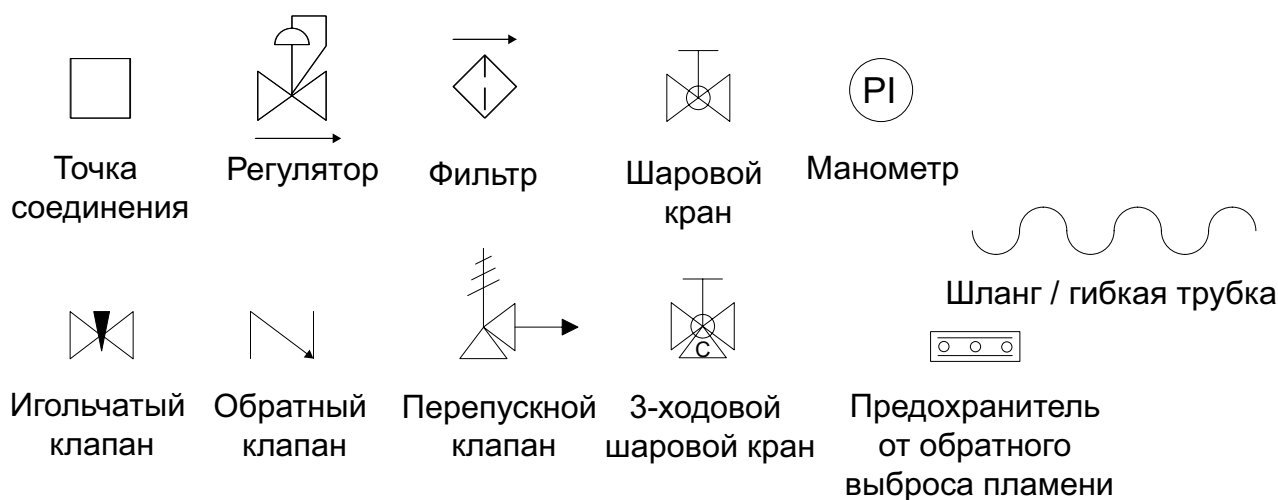 PI
Точка
соединения
Регулятор
Фильтр
Шаровой
кран
Манометр
Шланг / гибкая трубка
C
Игольчатый
клапан
Обратный
клапан
Перепускной
клапан
3-ходовой
шаровой кран
Предохранитель
от обратного
выброса пламени